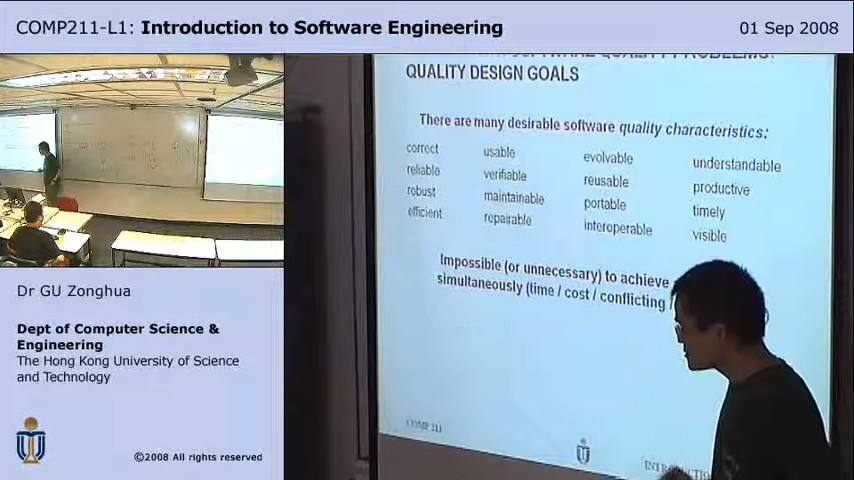 COMP211-L1: Introduction to Software Engineering
01 Sep 2008
QUALITY DESIGN GOALS
There are many desirable software quality characteristics:
correct usable evolvable understandable
reliable verifiable reusable productive
robust maintainable portable timely
efficient repairable interoperable visible
Impossible (or unnecessary) to achieve
simultaneously (time / cost / conflicting
COMP 211
Dr GU Zonghua
Dept of Computer Science &
Engineering
The Hong Kong University of Science
and Technology
©2008 All rights reserved